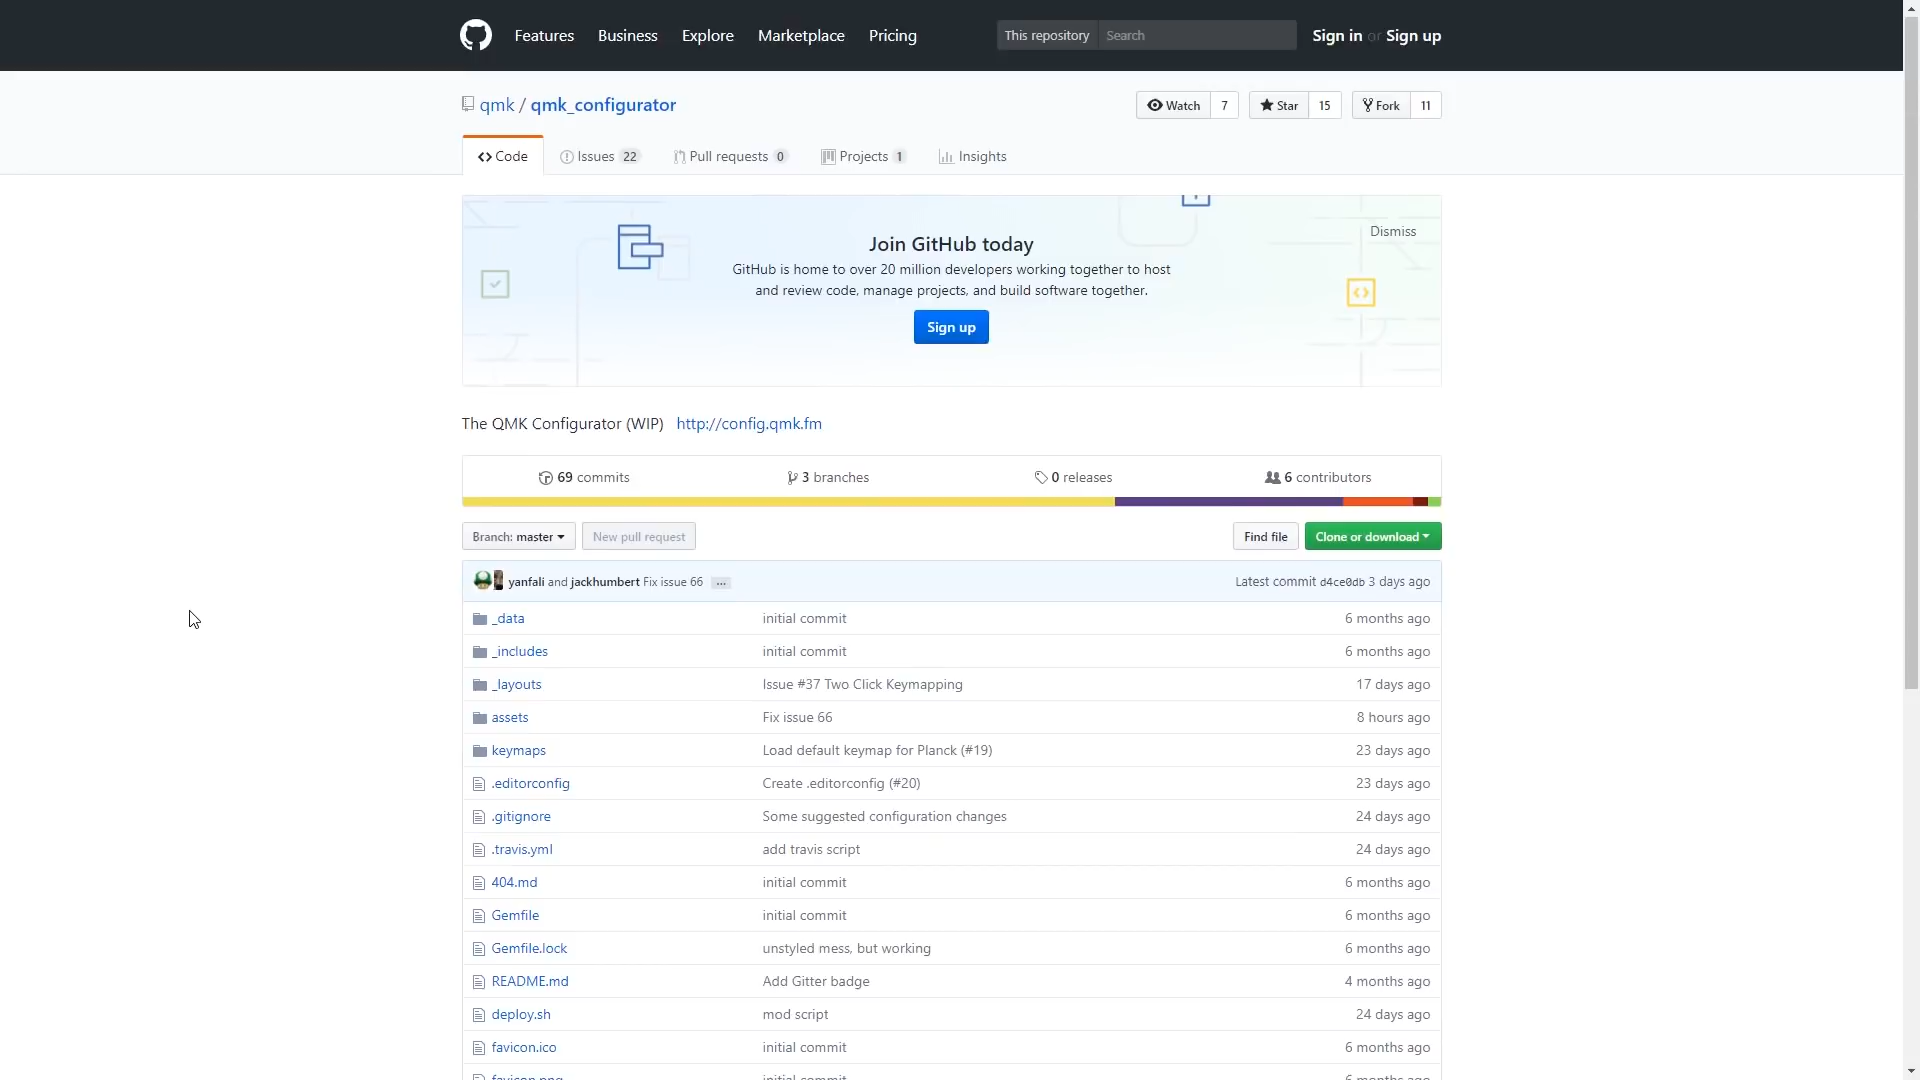 Features Business Explore Marketplace Pricing This repository Search Sign in or Sign up
qmk / qmk_configurator Watch 7 Star 15 Fork 11
Code Issues 22 Pull requests 0 Projects 1 Insights
Join GitHub today
Dismiss
GitHub is home to over 20 million developers working together to host
and review code, manage projects, and build software together.
Sign up
The QMK Configurator (WIP) http://config.qmk.fm
69 commits 3 branches 0 releases 6 contributors
Branch: master New pull request Find file Clone or download
yanfali and jackhumbert Fix issue 66 ... Latest commit d4ce0db 3 days ago
_data initial commit 6 months ago
_includes initial commit 6 months ago
_layouts Issue #37 Two Click Keymapping 17 days ago
assets Fix issue 66 8 hours ago
keymaps Load default keymap for Planck (#19) 23 days ago
.editorconfig Create .editorconfig (#20) 23 days ago
.gitignore Some suggested configuration changes 24 days ago
.travis.yml add travis script 24 days ago
404.md initial commit 6 months ago
Gemfile initial commit 6 months ago
Gemfile.lock unstyled mess, but working 6 months ago
README.md Add Gitter badge 4 months ago
deploy.sh mod script 24 days ago
favicon.ico initial commit 6 months ago
favicon.png initial commit 6 months ago